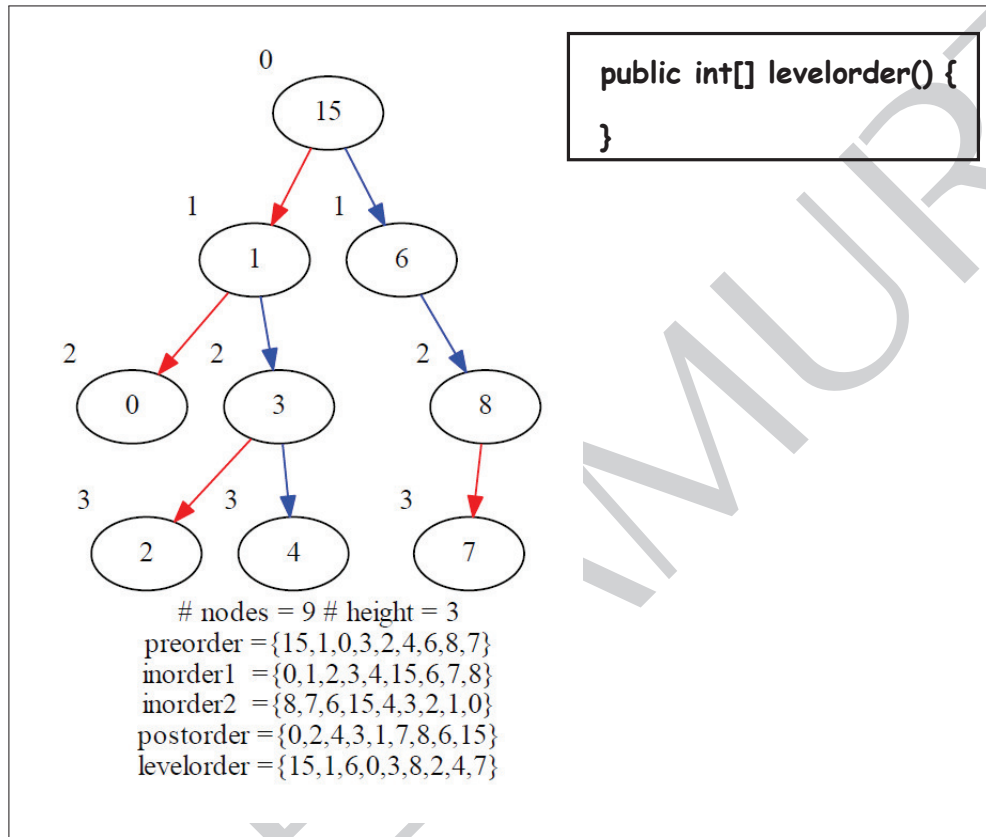 0
15
public int[] levelorder() {
}
1
1
1
6
2
2
2
0
3
8
3
3
3
2
4
7
# nodes = 9 # height = 3
preorder ={15,1,0,3,2,4,6,8,7}
inorder1 ={0,1,2,3,4,15,6,7,8}
inorder2 ={8,7,6,15,4,3,2,1,0}
postorder ={0,2,4,3,1,7,8,6,15}
levelorder ={15,1,6,0,3,8,2,4,7}